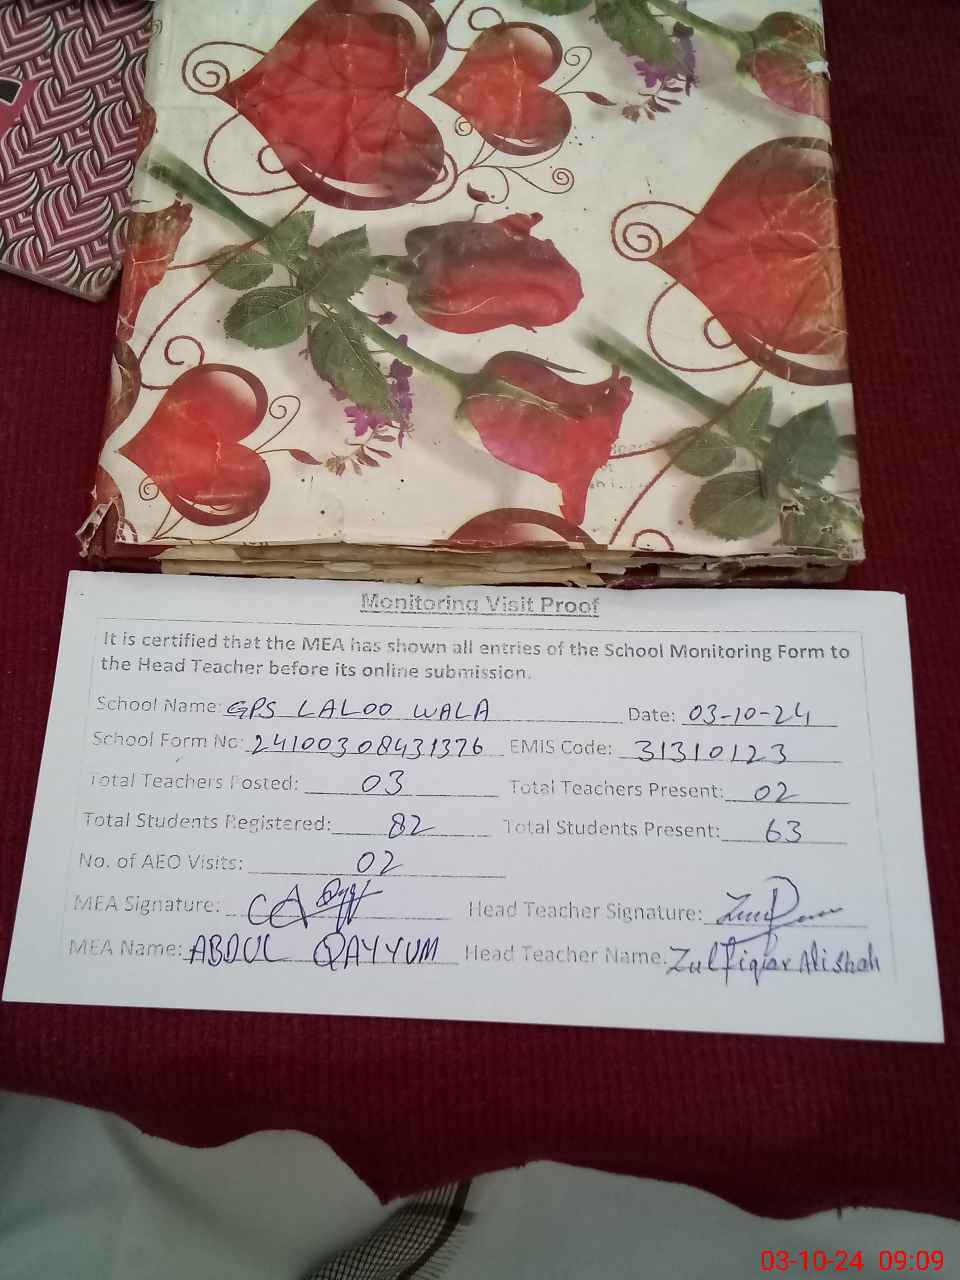 Monitoring Visit Proof
It is certified that the MEA has shown all entries of the School Monitoring Form to
the Head Teacher before its online submission.
School Name: GPS LALOO WALA Date: 03-10-24
School Form No: 24100308431376 EMIS Code: 31310123
Total Teachers Posted: 03 Total Teachers Present: 02
Total Students Registered: 82 Total Students Present: 63
No. of AEO Visits: 02
MEA Signature: Head Teacher Signature:
MEA Name: ABDUL QAYYUM Head Teacher Name. Zulfiqar Ali Shah
03-10-24 09:09